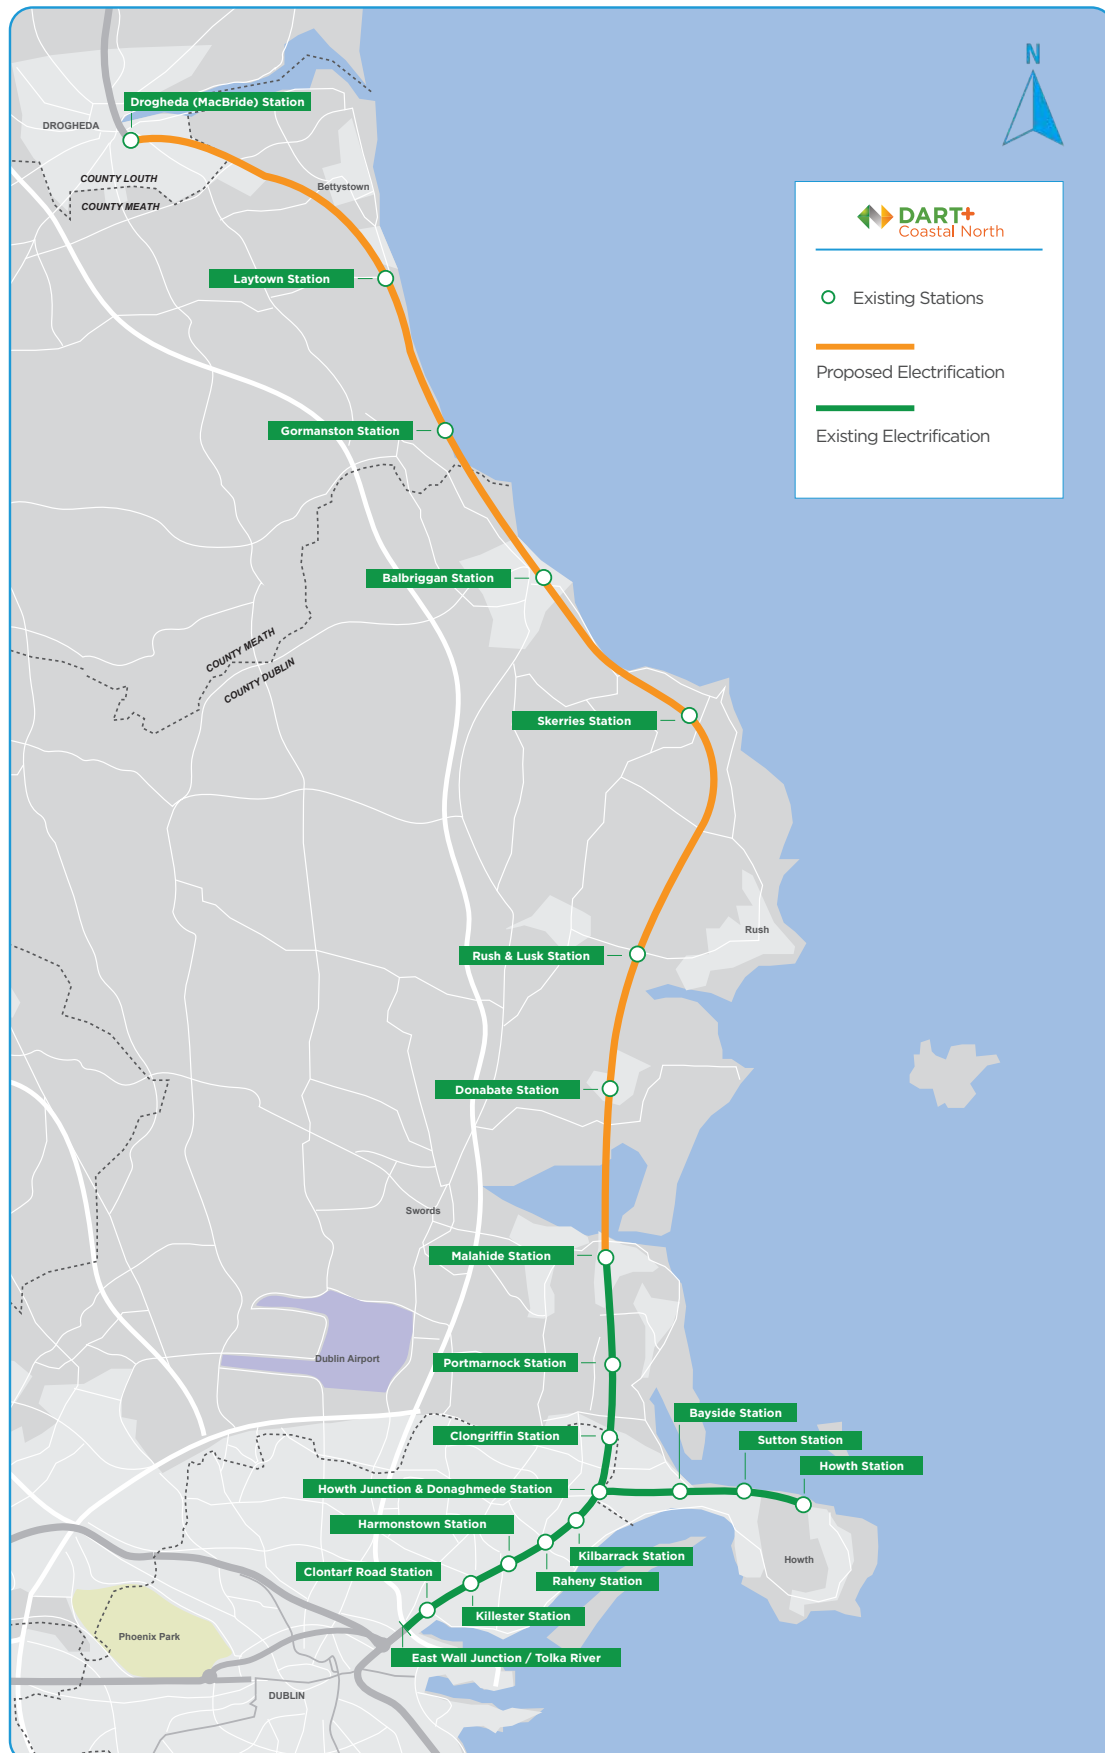 N
Drogheda (MacBride) Station
DROGHEDA
COUNTY LOUTH
COUNTY MEATH
Bettystown
DART+
Coastal North
Existing Stations
Proposed Electrification
Existing Electrification
Laytown Station
Gormanston Station
Balbriggan Station
COUNTY MEATH
COUNTY DUBLIN
Skerries Station
Rush
Rush & Lusk Station
Donabate Station
Swords
Malahide Station
Dublin Airport
Portmarnock Station
Bayside Station
Clongriffin Station
Sutton Station
Howth Station
Howth Junction & Donaghmede Station
Harmonstown Station
Kilbarrack Station
Howth
Clontarf Road Station
Raheny Station
Killester Station
Phoenix Park
East Wall Junction / Tolka River
DUBLIN